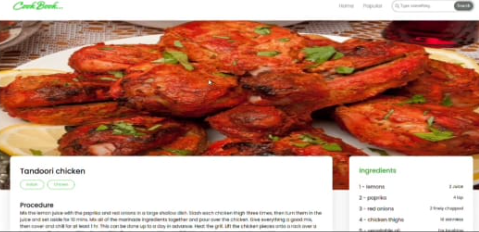 CookBook...
Home Popular Type something... Search
Tandoori chicken
Indian Chicken
Procedure
Mix the lemon juice with the paprika and red onions in a large shallow dish. Slash each chicken thigh three times, then turn them in the
juice and set aside for 10 mins. Mix all of the marinade ingredients together and pour over the chicken. Give everything a good mix,
then cover and chill for at least 1 hr. This can be done up to a day in advance. Heat the grill. Lift the chicken pieces onto a rack over a
Ingredients
1 - lemons 2 Juice
2 - paprika 4 tsp
3 - red onions 2 finely chopped
4 - chicken thighs 16 skinless
5 - vegetable oil For brushing